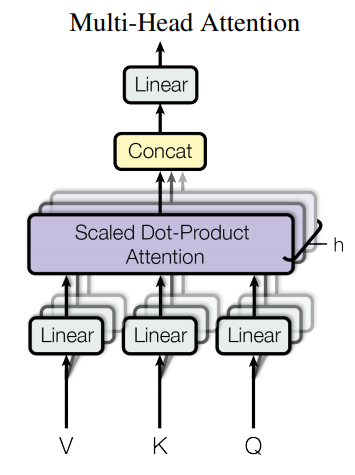 Multi-Head Attention
Linear
Concat
Scaled Dot-Product
Attention
h
Linear Linear Linear
V K Q